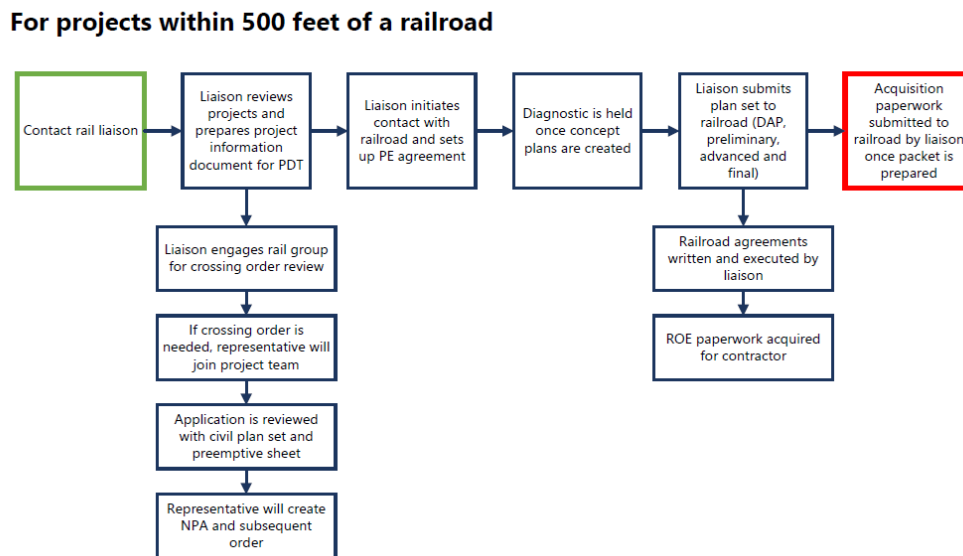 For projects within 500 feet of a railroad
Contact rail liaison
Liaison reviews
projects and
prepares project
information
document for PDT
Liaison initiates
contact with
railroad and sets
up PE agreement
Diagnostic is held
once concept
plans are created
Liaison submits
plan set to
railroad (DAP,
preliminary,
advanced and
final)
Acquisition
paperwork
submitted to
railroad by liaison
once packet is
prepared
Liaison engages rail group
for crossing order review
If crossing order is
needed, representative will
join project team
Application is reviewed
with civil plan set and
preemptive sheet
Representative will create
NPA and subsequent
order
Railroad agreements
written and executed by
liaison
ROE paperwork acquired
for contractor